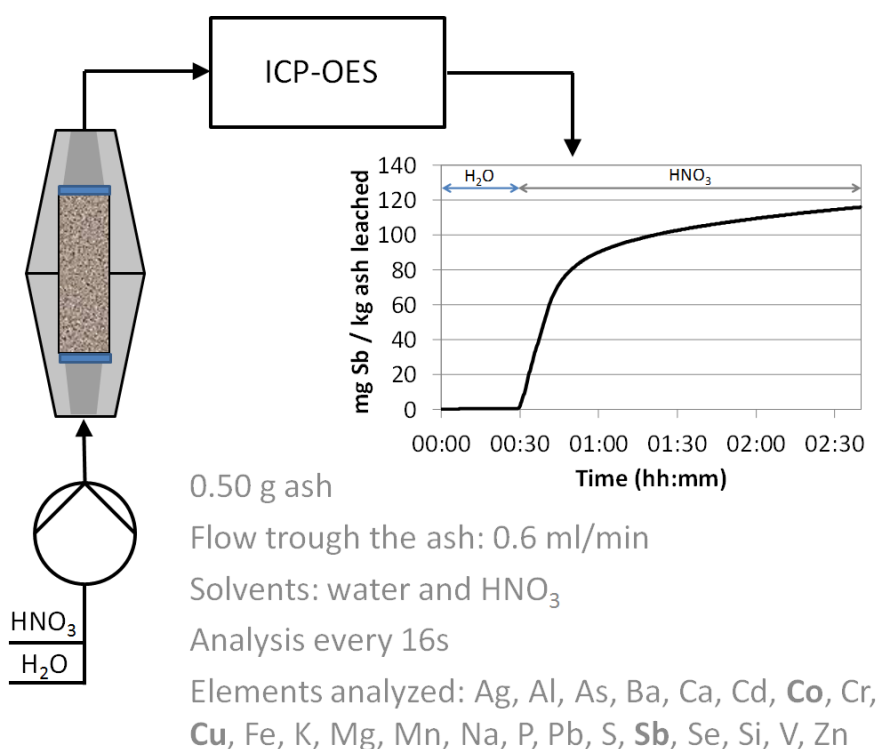 ICP-OES
140
120
100
80
60
40
20
0
mg Sb / kg ash leached
H₂O
HNO₃
00:00 00:30 01:00 01:30 02:00 02:30
Time (hh:mm)
0.50 g ash
Flow trough the ash: 0.6 ml/min
Solvents: water and HNO₃
Analysis every 16s
Elements analyzed: Ag, Al, As, Ba, Ca, Cd, Co, Cr,
Cu, Fe, K, Mg, Mn, Na, P, Pb, S, Sb, Se, Si, V, Zn
HNO₃
H₂O